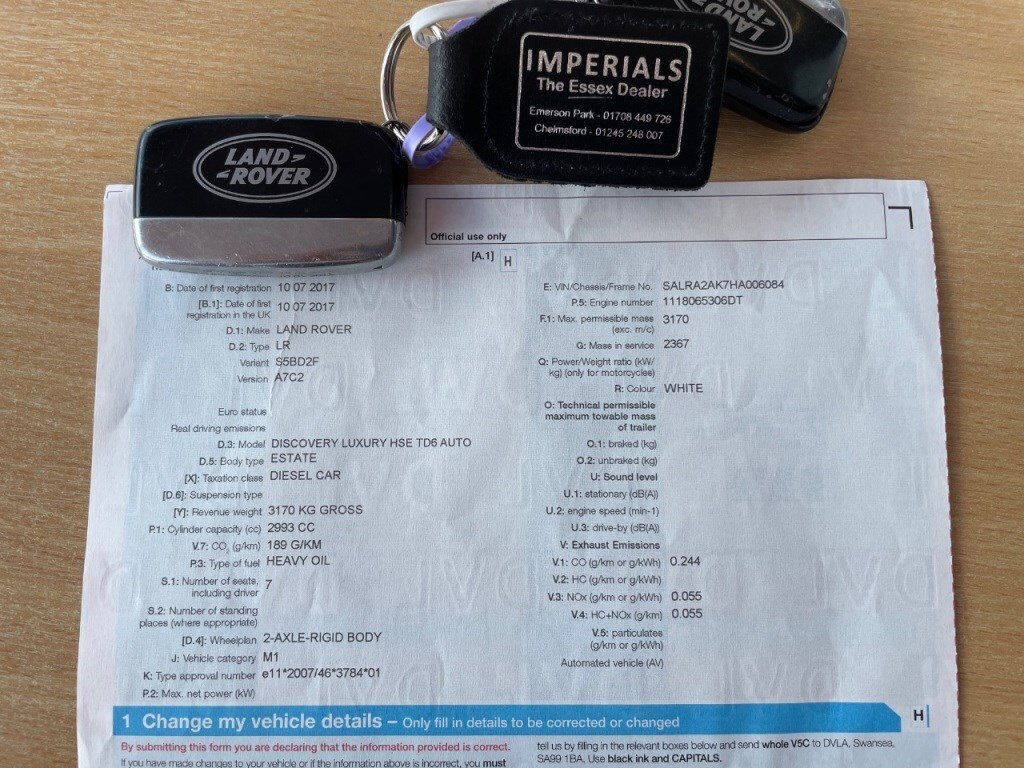 LAND-
-ROVER
IMPERIALS
The Essex Dealer
Emerson Park - 01708 449 726
Chelmsford - 01245 248 007
LAND
ROVER
Official use only
[A.1] H
B: Date of first registration 10 07 2017
[B.1]: Date of first
registration in the UK 10 07 2017
D.1: Make LAND ROVER
D.2: Type LR
Variant S5BD2F
Version A7C2
Euro status
Real driving emissions
D.3: Model DISCOVERY LUXURY HSE TD6 AUTO
D.5: Body type ESTATE
[X]: Taxation class DIESEL CAR
[D.6]: Suspension type
[Y]: Revenue weight 3170 KG GROSS
P.1: Cylinder capacity (cc) 2993 CC
V.7: CO2 (g/km) 189 G/KM
P.3: Type of fuel HEAVY OIL
S.1: Number of seats,
including driver 7
S.2: Number of standing
places (where appropriate)
[D.4]: Wheelplan 2-AXLE-RIGID BODY
J: Vehicle category M1
K: Type approval number e11*2007/46*3784*01
P.2: Max. net power (kW)
E: VIN/Chassis/Frame No. SALRA2AK7HA006084
P.5: Engine number 1118065306DT
F.1: Max. permissible mass
(exc. m/c) 3170
G: Mass in service 2367
Q: Power/Weight ratio (kW/
kg) (only for motorcycles)
R: Colour WHITE
O: Technical permissible
maximum towable mass
of trailer
O.1: braked (kg)
O.2: unbraked (kg)
U: Sound level
U.1: stationary (dB(A))
U.2: engine speed (min-1)
U.3: drive-by (dB(A))
V: Exhaust Emissions
V.1: CO (g/km or g/kWh) 0.244
V.2: HC (g/km or g/kWh)
V.3: NOx (g/km or g/kWh) 0.055
V.4: HC+NOx (g/km) 0.055
V.5: particulates
(g/km or g/kWh)
Automated vehicle (AV)
1 Change my vehicle details – Only fill in details to be corrected or changed
H
By submitting this form you are declaring that the information provided is correct.
If you have made changes to your vehicle or if the information above is incorrect, you must
tell us by filling in the relevant boxes below and send whole V5C to DVLA, Swansea,
SA99 1BA. Use black ink and CAPITALS.